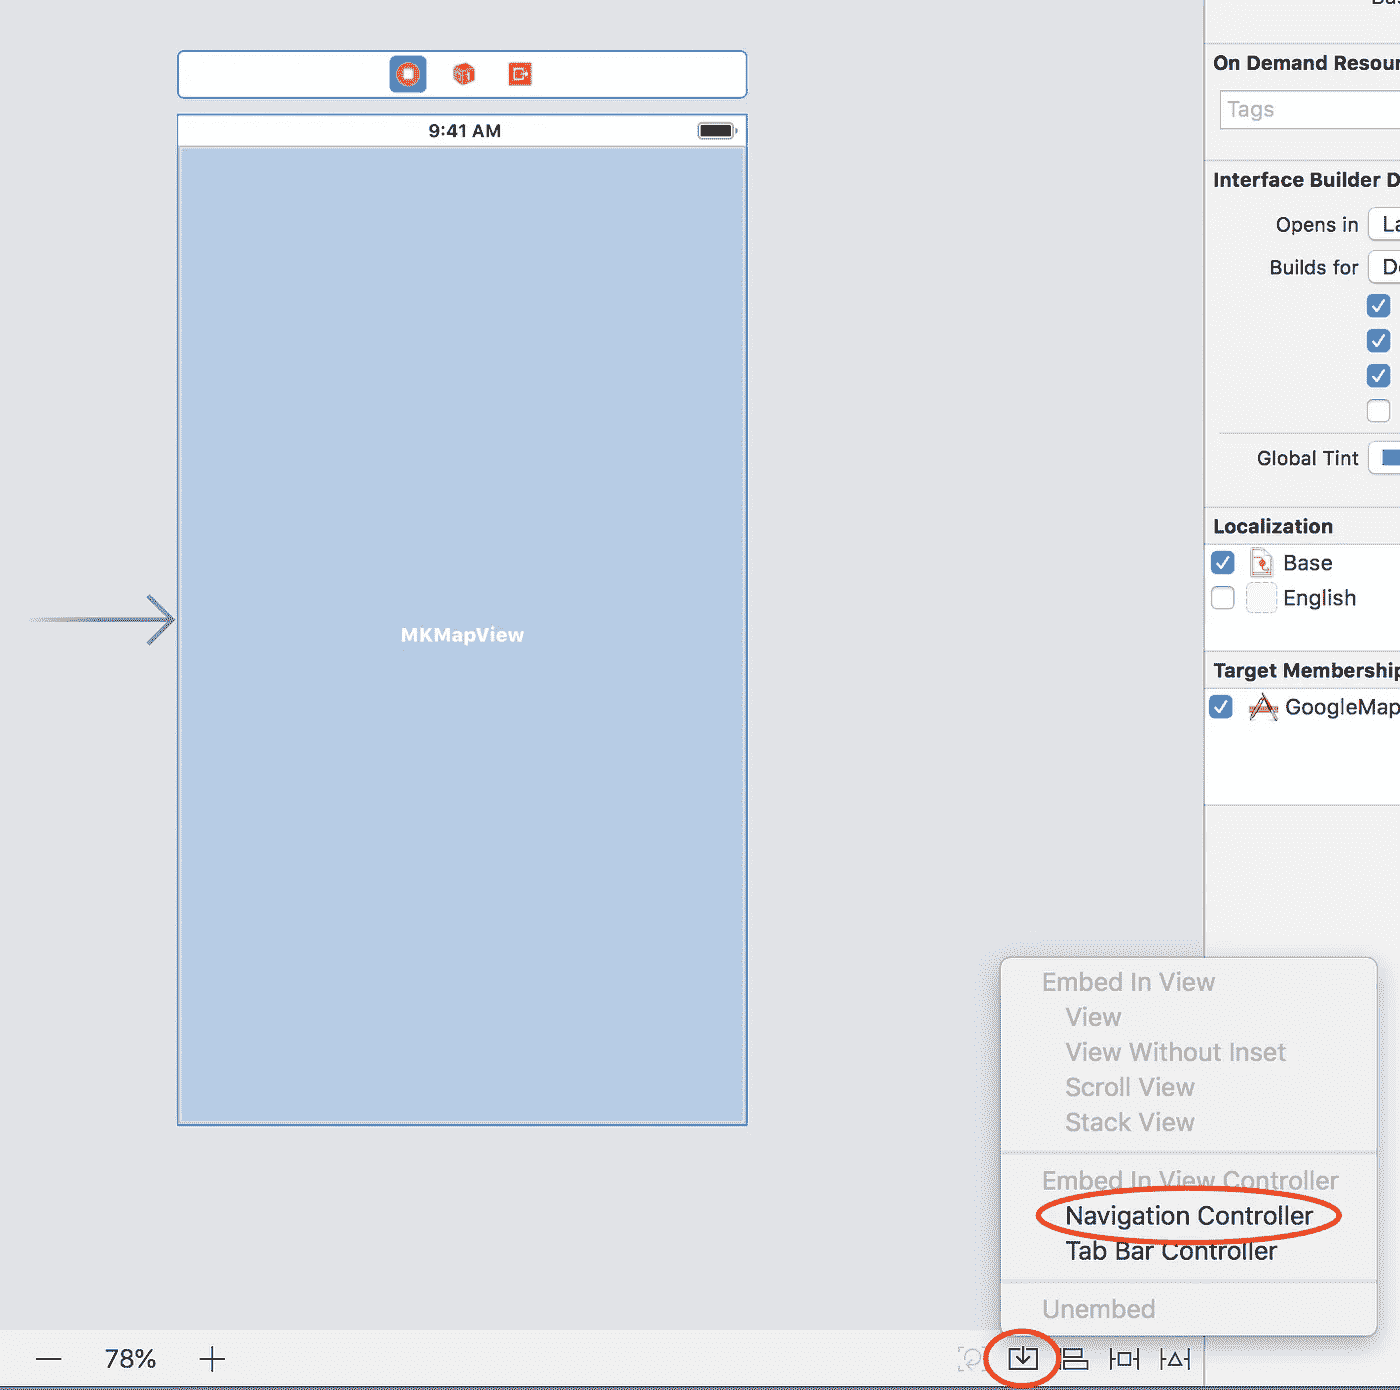 9:41 AM
MKMapView
On Demand Resour
Tags
Interface Builder D
Opens in
La
Builds for
De
Global Tint
Localization
Base
English
Target Membership
GoogleMap
Embed In View
View
View Without Inset
Scroll View
Stack View
Embed In View Controller
Navigation Controller
Tab Bar Controller
Unembed
78%